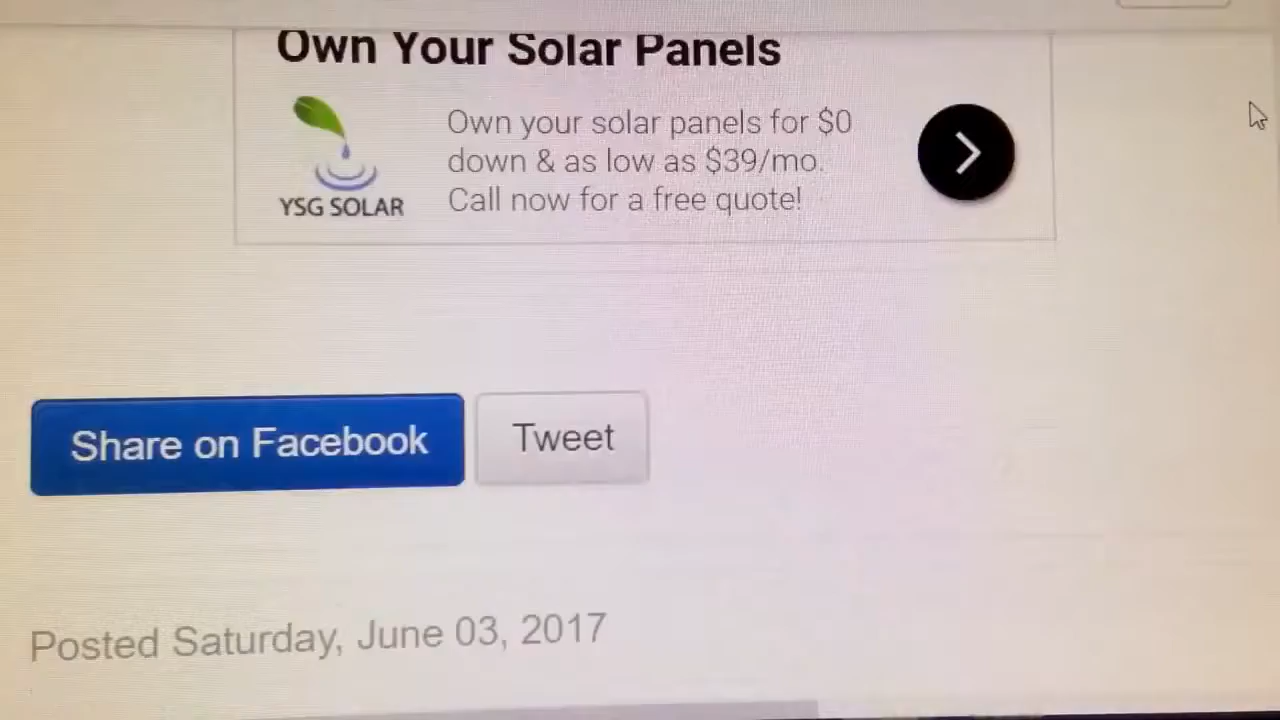 Own Your Solar Panels
Own your solar panels for $0
down & as low as $39/mo.
Call now for a free quote!
YSG SOLAR
Share on Facebook
Tweet
Posted Saturday, June 03, 2017